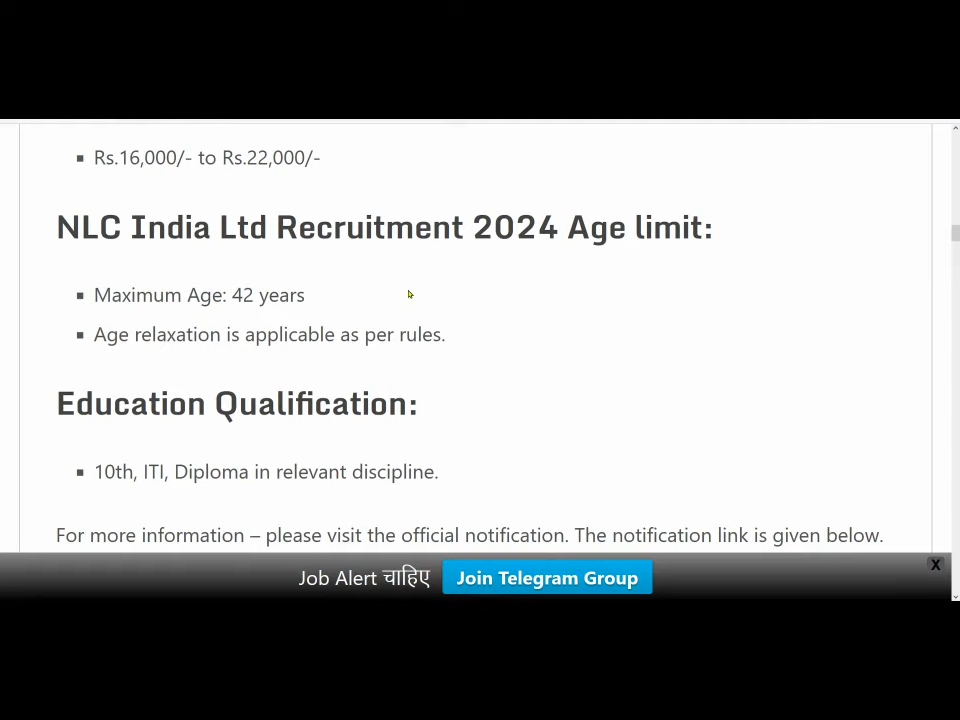 Rs.16,000/- to Rs.22,000/-
NLC India Ltd Recruitment 2024 Age limit:
Maximum Age: 42 years
Age relaxation is applicable as per rules.
Education Qualification:
10th, ITI, Diploma in relevant discipline.
For more information – please visit the official notification. The notification link is given below.
Job Alert चाहिए Join Telegram Group
X